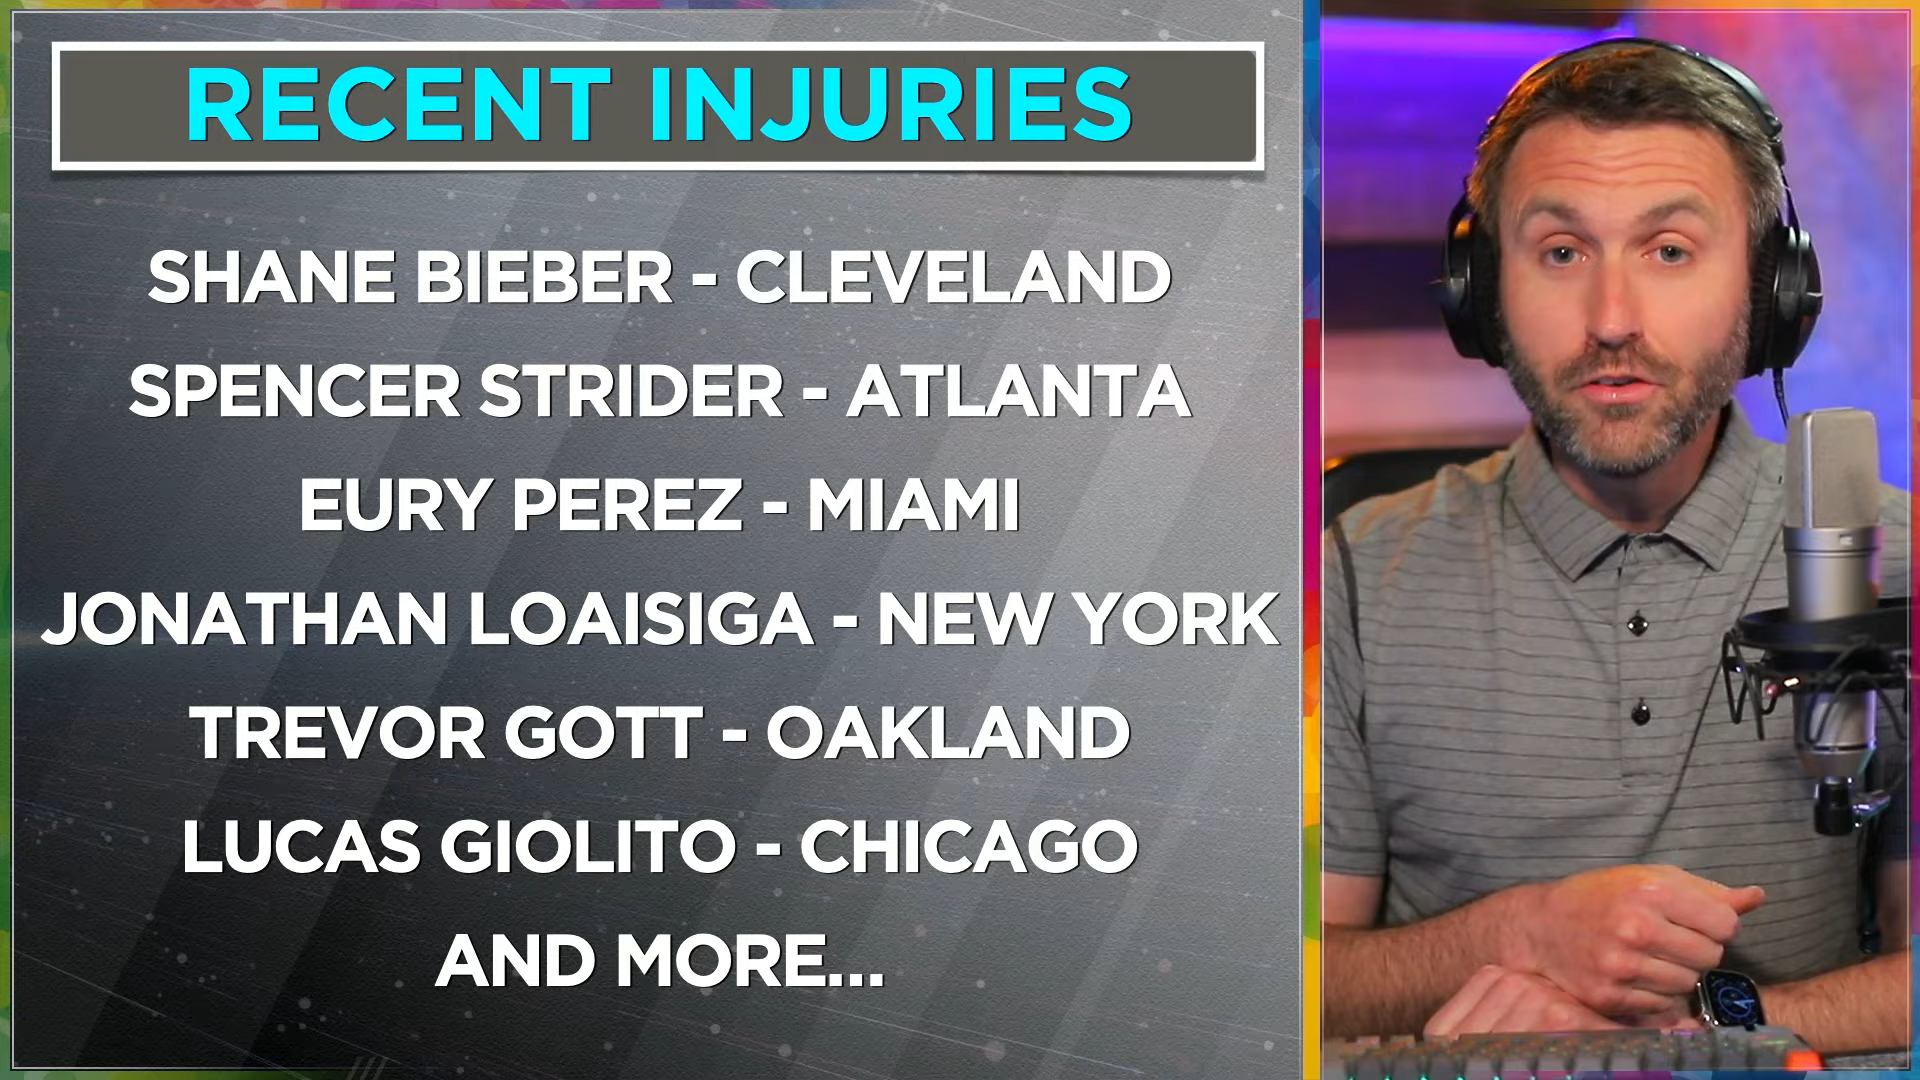 RECENT INJURIES
SHANE BIEBER - CLEVELAND
SPENCER STRIDER - ATLANTA
EURY PEREZ - MIAMI
JONATHAN LOAISIGA - NEW YORK
TREVOR GOTT - OAKLAND
LUCAS GIOLITO - CHICAGO
AND MORE...